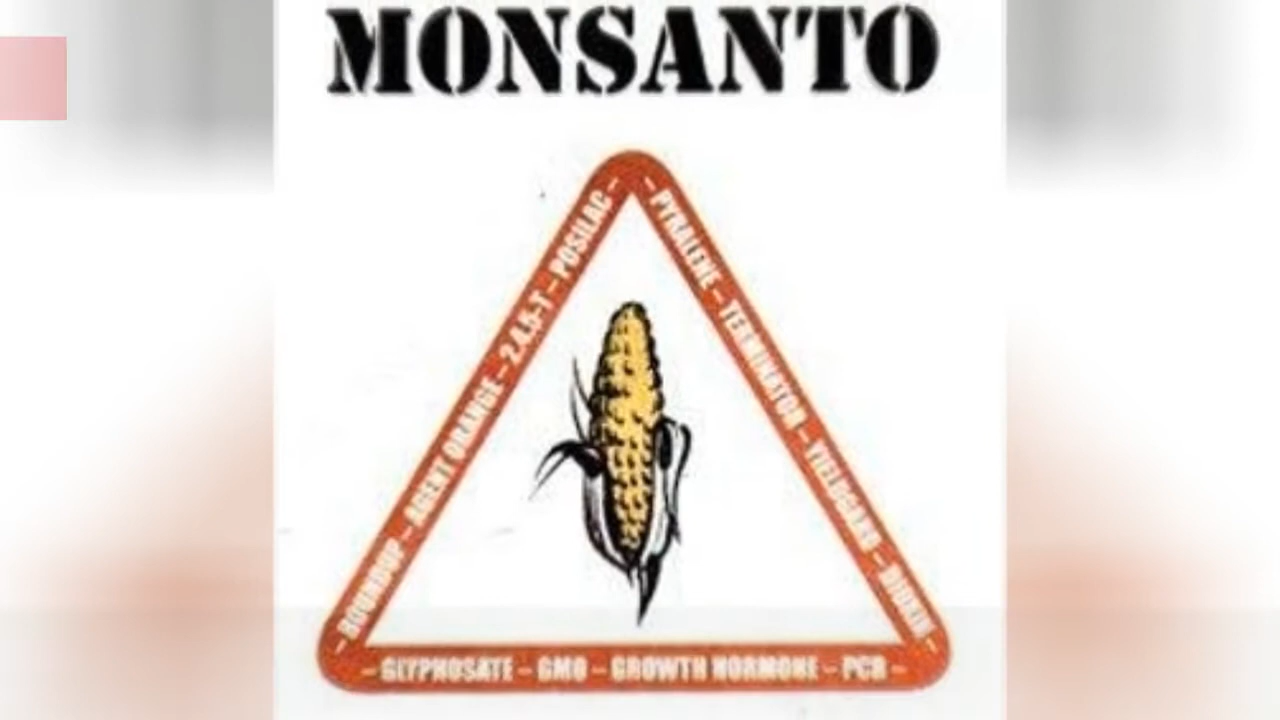 MONSANTO
- ROUNDUP - AGENT ORANGE - 2,4,5-T - POSILAC -
- PYRALENE - TERMINATOR - YIELDGARD - DIOXIN -
- GLYPHOSATE - GMO - GROWTH HORMONE - PCB -